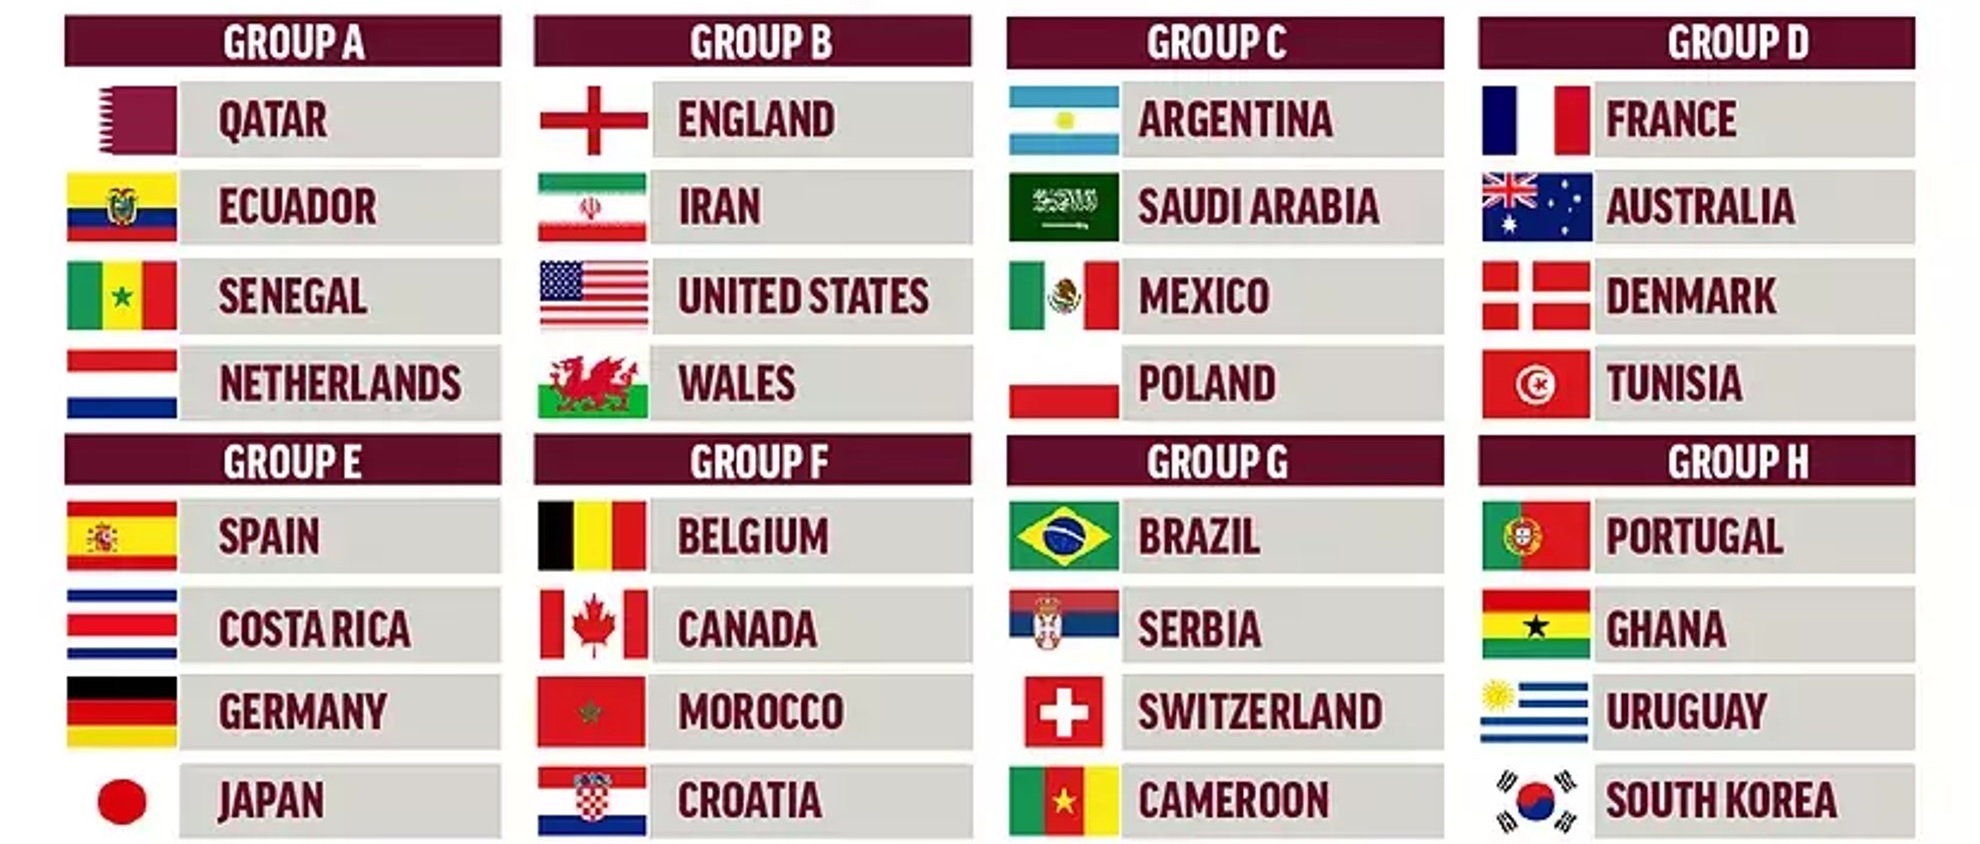 GROUP A
QATAR
ECUADOR
SENEGAL
NETHERLANDS
GROUP B
ENGLAND
IRAN
UNITED STATES
WALES
GROUP C
ARGENTINA
SAUDI ARABIA
MEXICO
POLAND
GROUP D
FRANCE
AUSTRALIA
DENMARK
TUNISIA
GROUP E
SPAIN
COSTA RICA
GERMANY
JAPAN
GROUP F
BELGIUM
CANADA
MOROCCO
CROATIA
GROUP G
BRAZIL
SERBIA
SWITZERLAND
CAMEROON
GROUP H
PORTUGAL
GHANA
URUGUAY
SOUTH KOREA